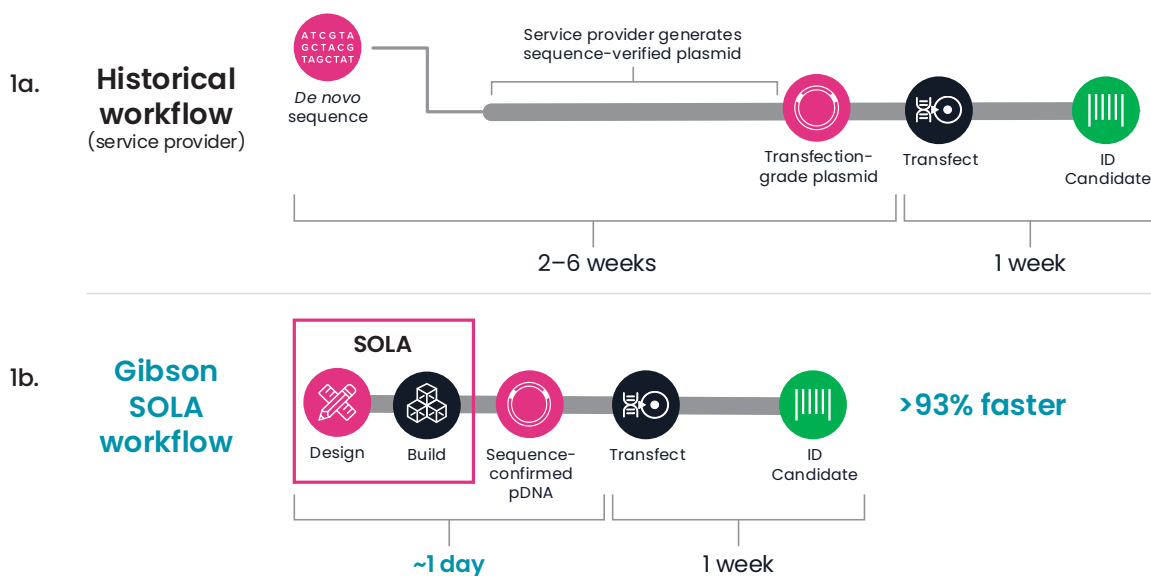 1a.
Historical
workflow
(service provider)
ATCGTA
GCTACG
TAGCTAT
De novo
sequence
Service provider generates
sequence-verified plasmid
Transfection-
grade plasmid
Transfect
ID
Candidate
2–6 weeks
1 week
1b.
Gibson
SOLA
workflow
SOLA
Design
Build
Sequence-
confirmed
pDNA
Transfect
ID
Candidate
>93% faster
~1 day
1 week